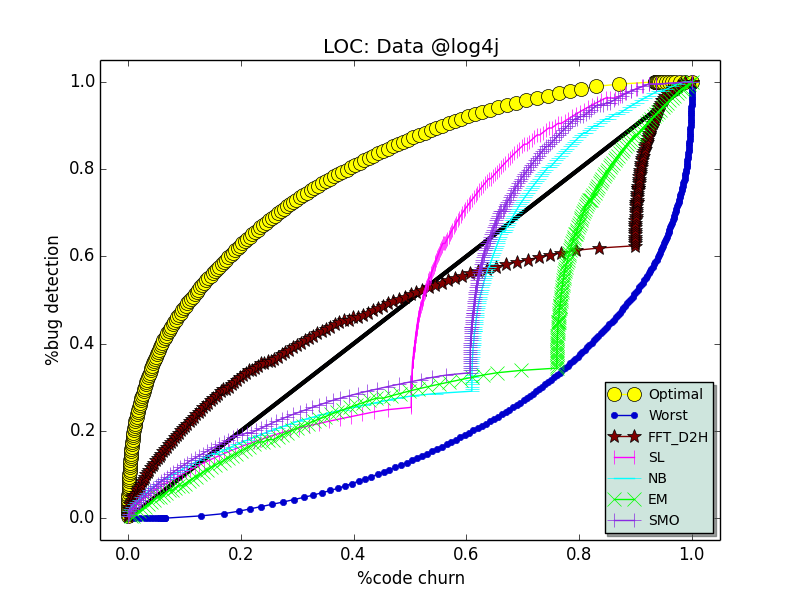 LOC: Data @log4j
%bug detection
1.0
0.8
0.6
0.4
0.2
0.0
0.0 0.2 0.4 0.6 0.8 1.0
%code churn
Optimal
Worst
FFT_D2H
SL
NB
EM
SMO